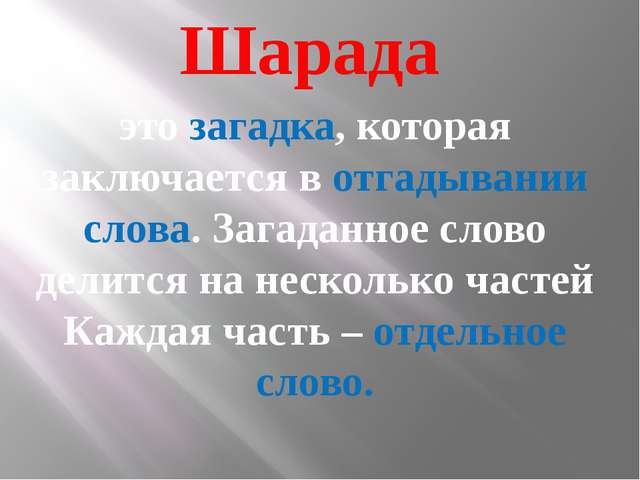 Шарада
это загадка, которая
заключается в отгадывании
слова. Загаданное слово
делится на несколько частей
Каждая часть – отдельное
слово.